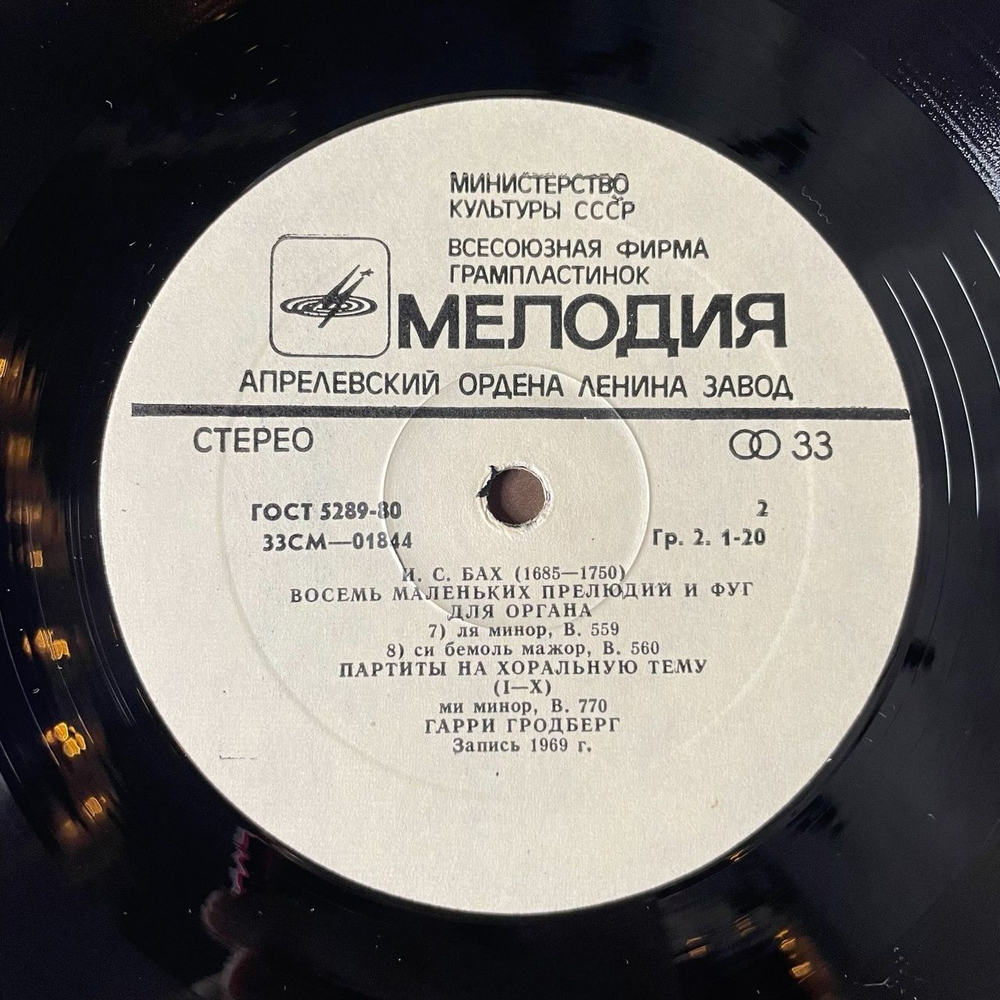 МИНИСТЕРСТВО
КУЛЬТУРЫ СССР
ВСЕСОЮЗНАЯ ФИРМА
ГРАМПЛАСТИНОК
МЕЛОДИЯ
АПРЕЛЕВСКИЙ ОРДЕНА ЛЕНИНА ЗАВОД
СТЕРЕО 33
ГОСТ 5289-80 2
33СМ—01844 Гр. 2. 1-20
И. С. БАХ (1685—1750)
ВОСЕМЬ МАЛЕНЬКИХ ПРЕЛЮДИЙ И ФУГ
ДЛЯ ОРГАНА
7) ля минор, В. 559
8) си бемоль мажор, В. 560
ПАРТИТЫ НА ХОРАЛЬНУЮ ТЕМУ
(I—X)
ми минор, В. 770
ГАРРИ ГРОДБЕРГ
Запись 1969 г.